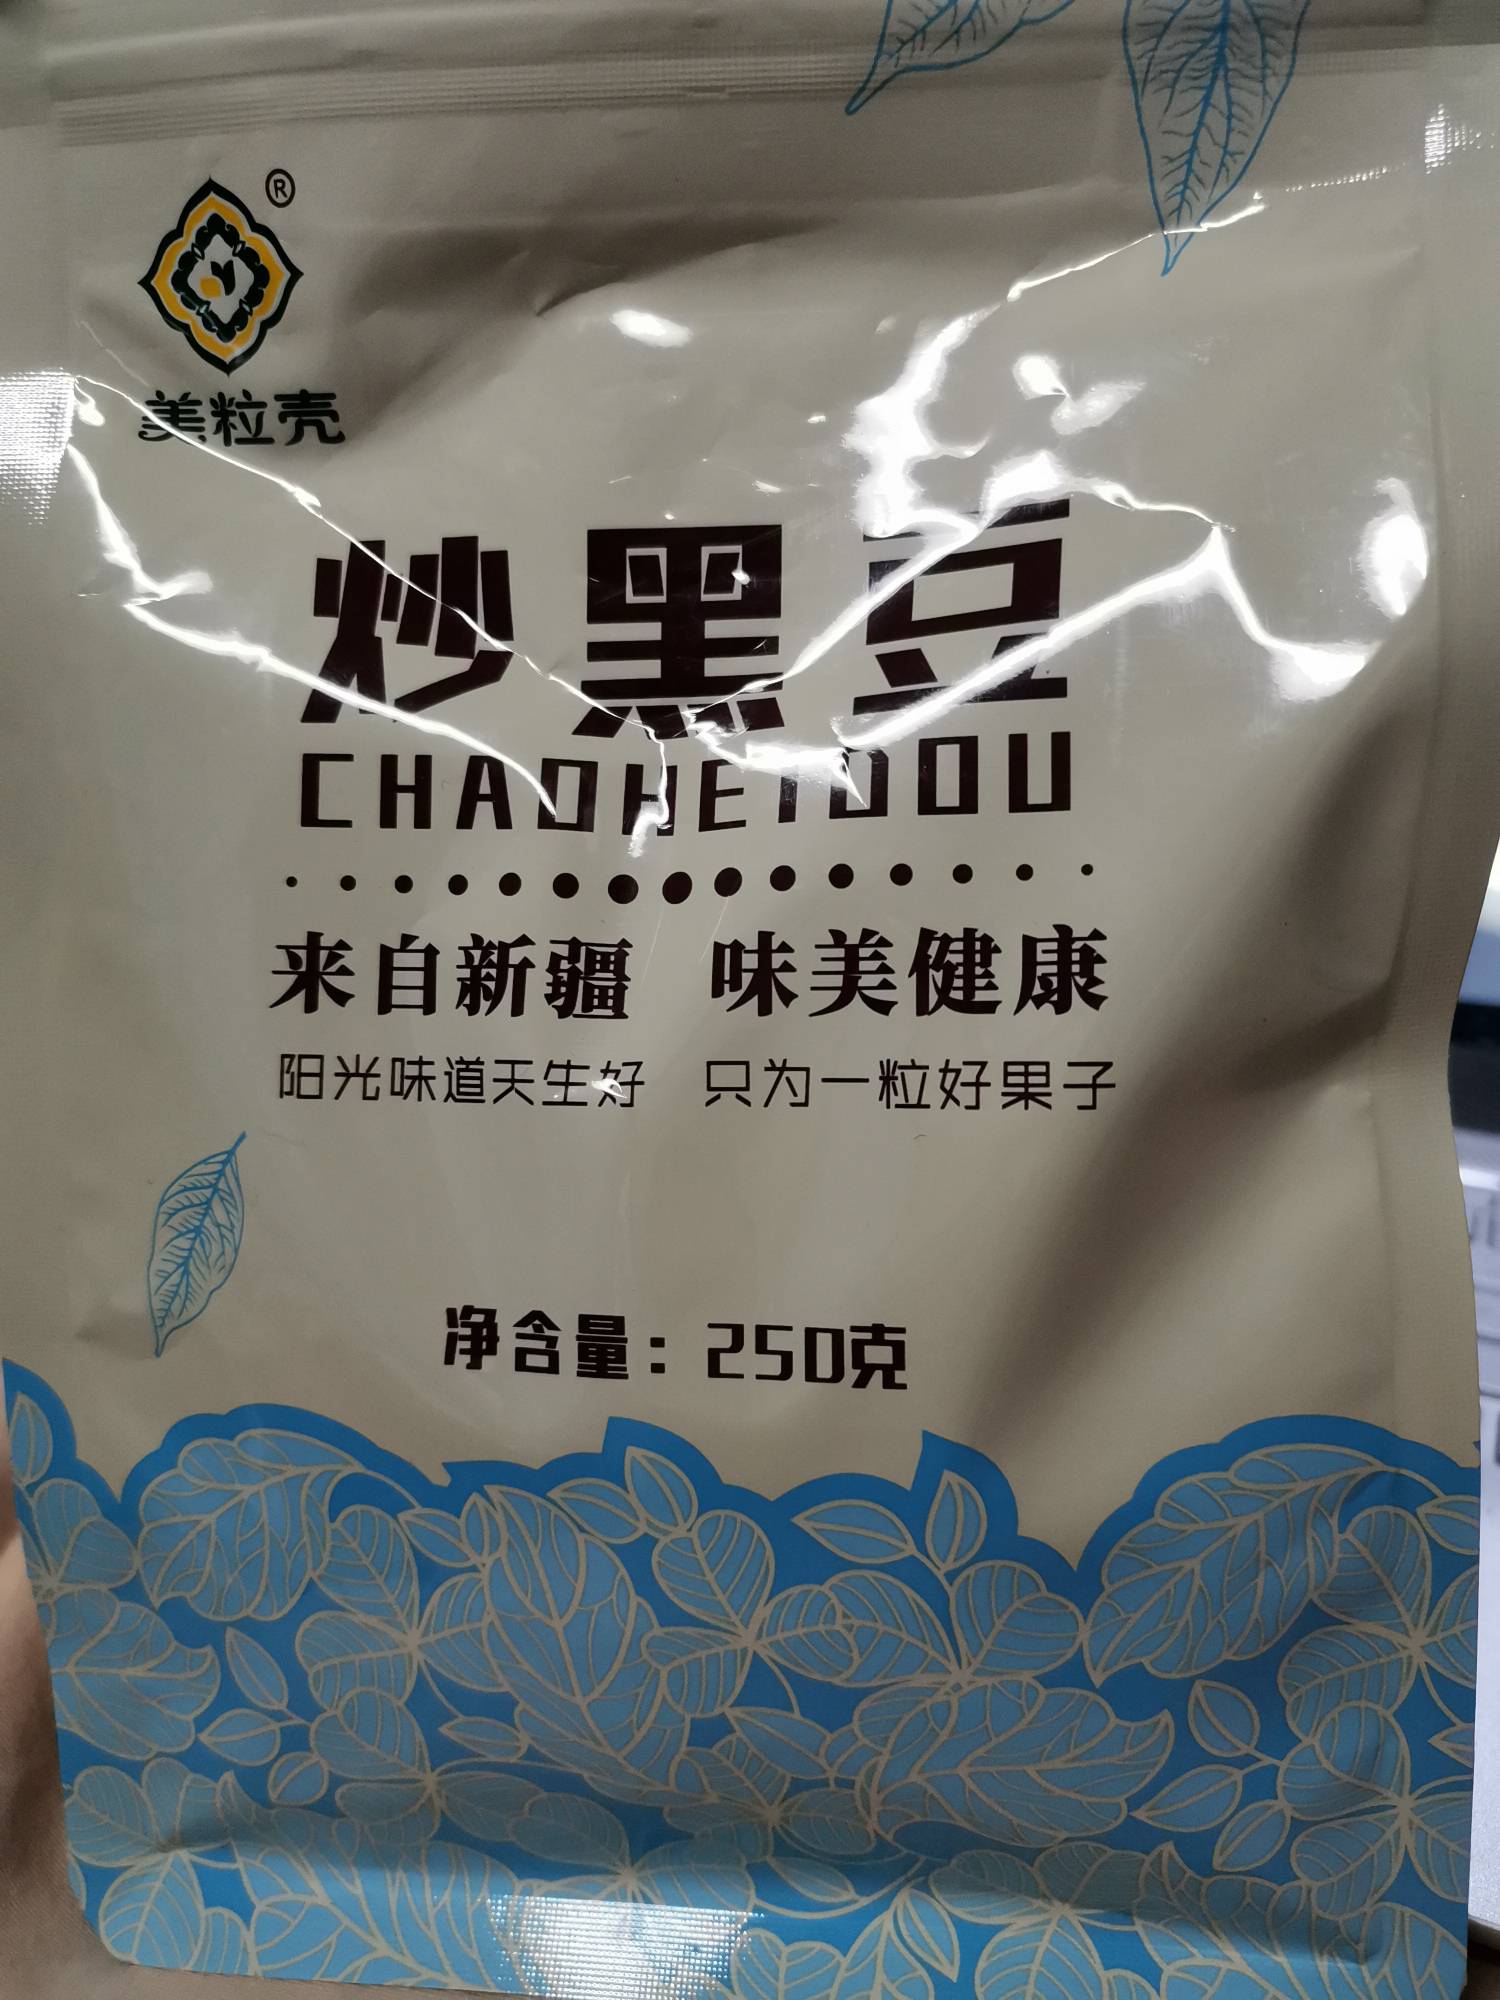 ®
美粒壳
炒黑豆
CHAOHEIDOU
来自新疆 味美健康
阳光味道天生好 只为一粒好果子
净含量：250克